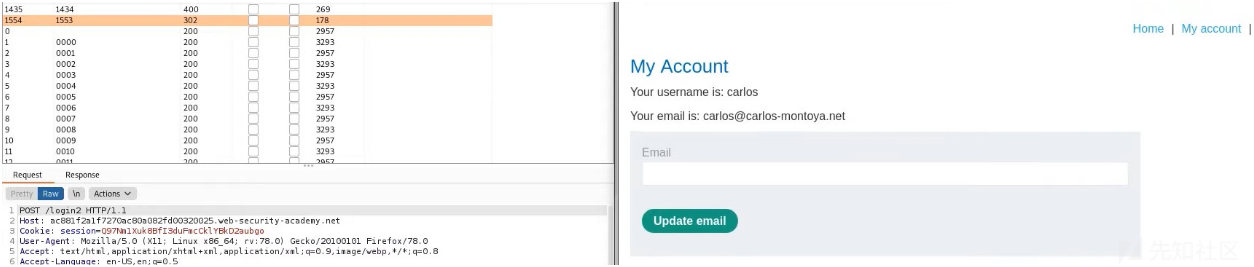 1435 1434 400 269
1554 1553 302 178
0 200 2957
1 0000 200 3293
2 0001 200 2957
3 0002 200 3293
4 0003 200 2957
5 0004 200 3293
6 0005 200 2957
7 0006 200 3293
8 0007 200 2957
9 0008 200 3293
10 0009 200 2957
11 0010 200 3293
12 0011 200 2957
Request Response
Pretty Raw \n Actions
1 POST /login2 HTTP/1.1
2 Host: ac881f2a1f7270ac80a082fd00320025.web-security-academy.net
3 Cookie: session=Q97Nm1Xuk8BfI3duFmcCklYBkD2aubgo
4 User-Agent: Mozilla/5.0 (X11; Linux x86_64; rv:78.0) Gecko/20100101 Firefox/78.0
5 Accept: text/html,application/xhtml+xml,application/xml;q=0.9,image/webp,*/*;q=0.8
6 Accept-Language: en-US,en;q=0.5
Home | My account |
My Account
Your username is: carlos
Your email is: carlos@carlos-montoya.net
Email
Update email
先知社区